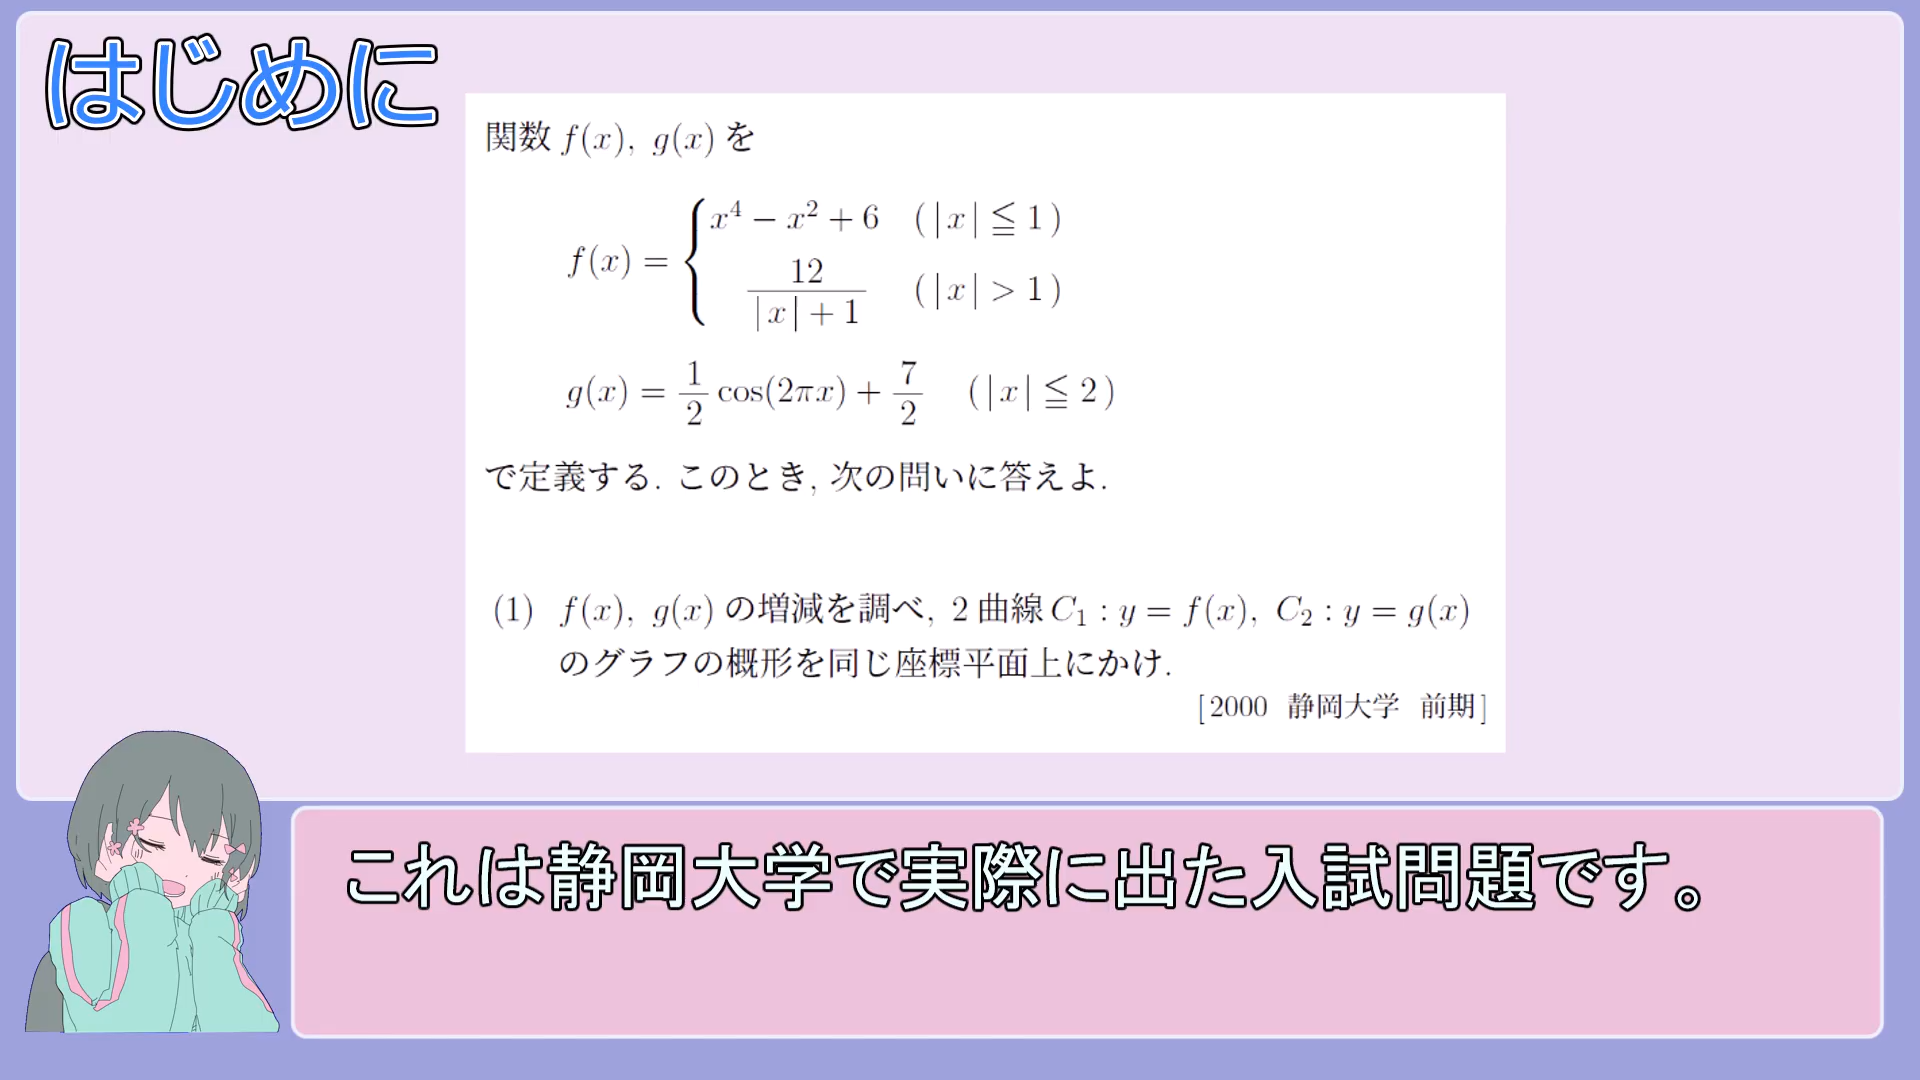 はじめに
関数 f(x), g(x) を
f(x) = { x⁴ − x² + 6 ( |x| ≦ 1 )
12/(|x| + 1) ( |x| > 1 )
g(x) = 1/2 cos(2πx) + 7/2 ( |x| ≦ 2 )
で定義する. このとき, 次の問いに答えよ.
(1) f(x), g(x) の増減を調べ, 2 曲線 C₁ : y = f(x), C₂ : y = g(x)
のグラフの概形を同じ座標平面上にかけ.
[ 2000 静岡大学 前期 ]
これは静岡大学で実際に出た入試問題です。